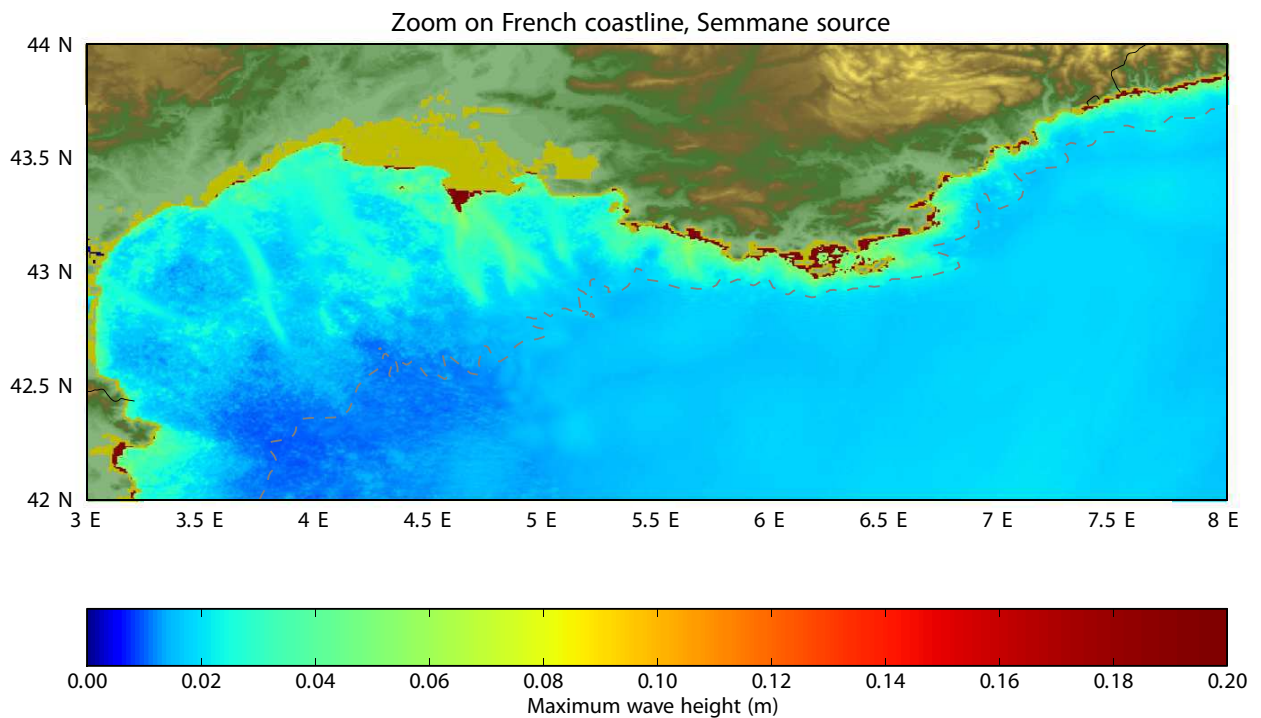 Zoom on French coastline, Semmane source
44 N
43.5 N
43 N
42.5 N
42 N
3 E 3.5 E 4 E 4.5 E 5 E 5.5 E 6 E 6.5 E 7 E 7.5 E 8 E
0.00 0.02 0.04 0.06 0.08 0.10 0.12 0.14 0.16 0.18 0.20
Maximum wave height (m)